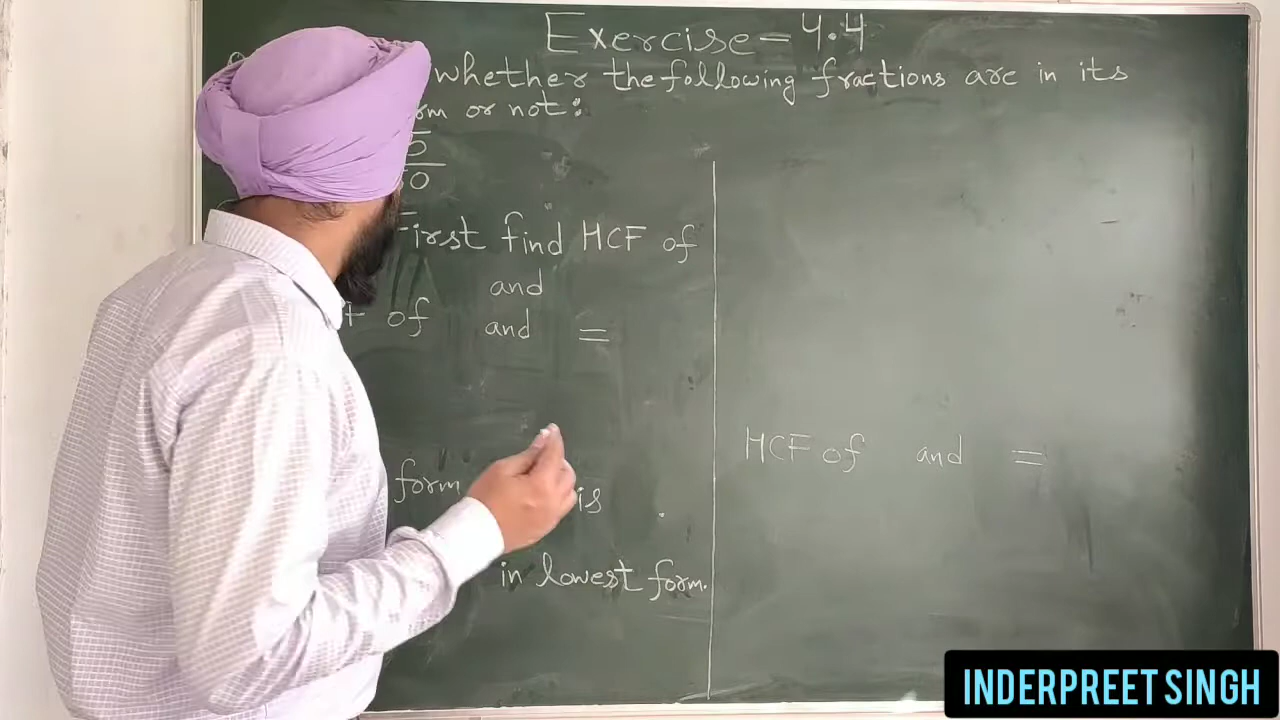 Exercise-4.4
whether the following fractions are in its
or not:
First find HCF of
and
of and =
HCF of and =
form is .
in lowest form.
INDERPREET SINGH